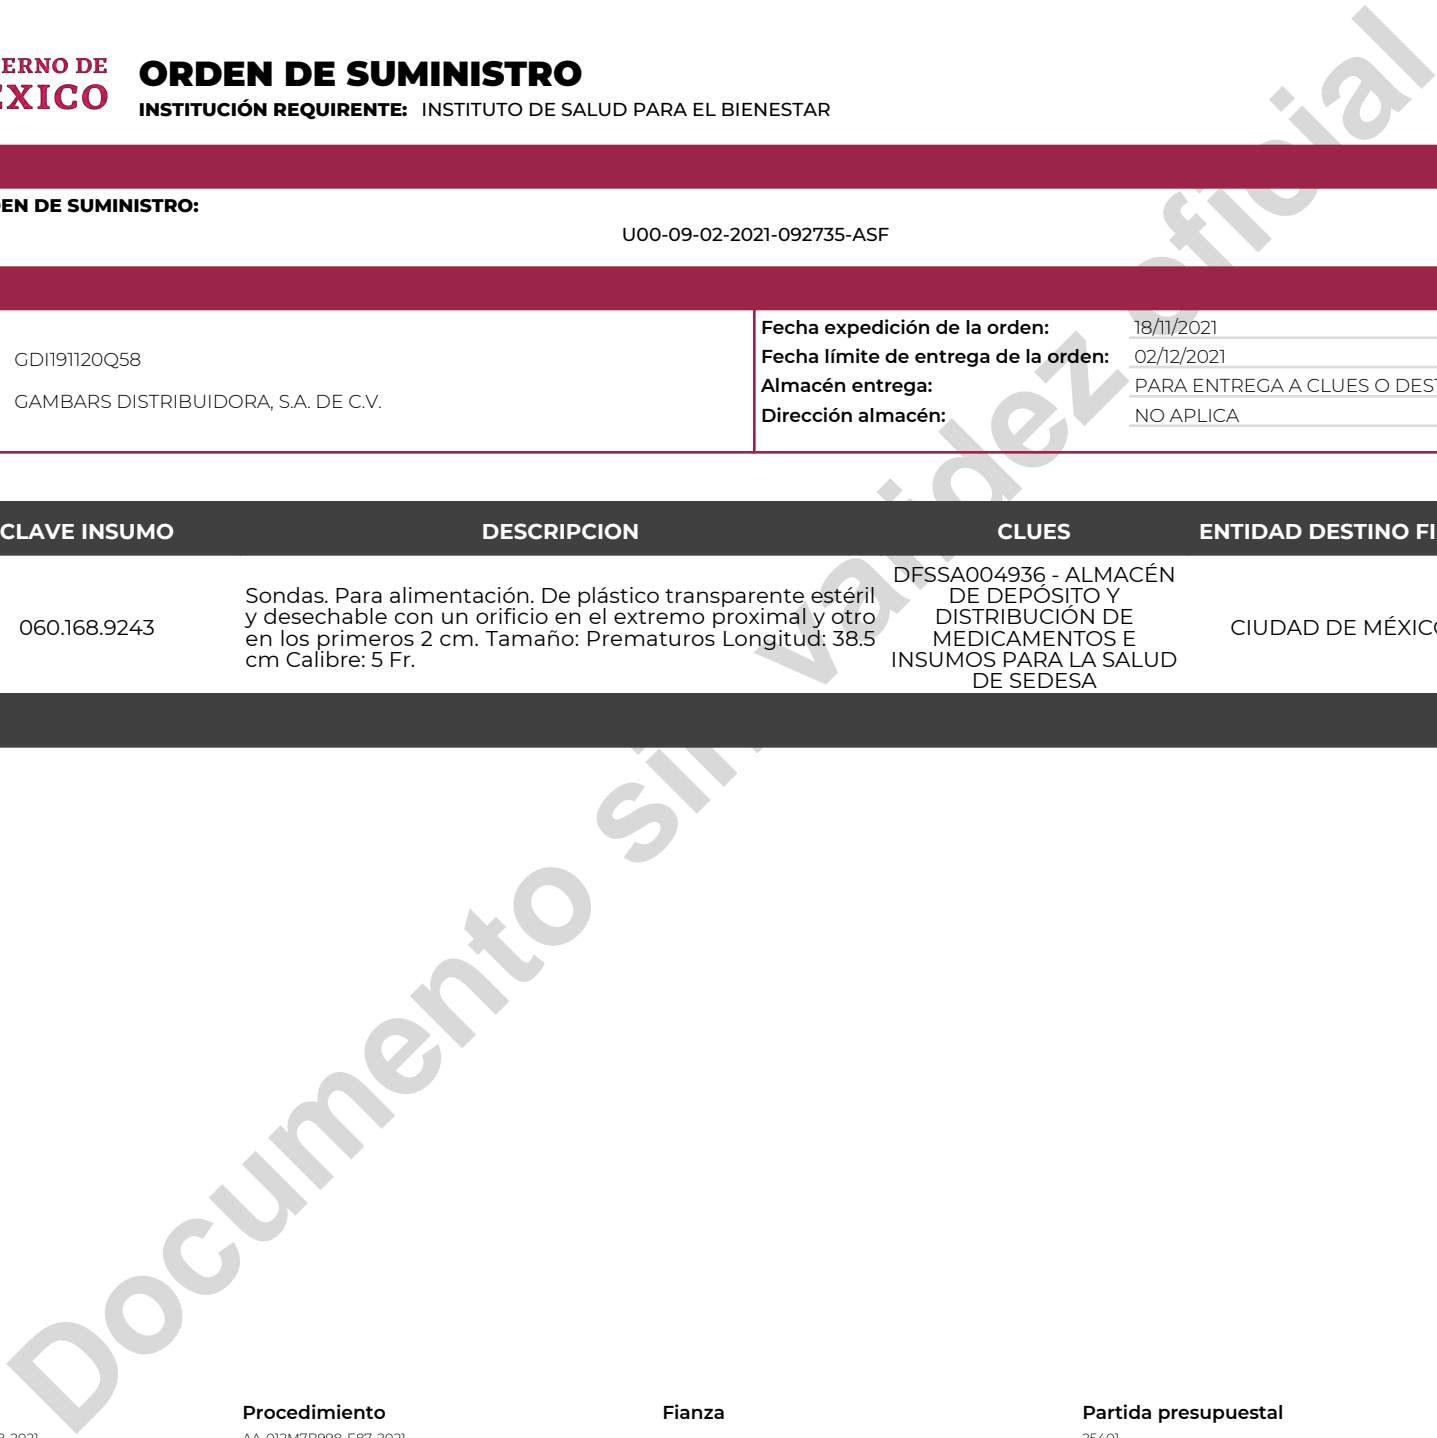 ERNO DE
ORDEN DE SUMINISTRO
INSTITUCIÓN REQUIRENTE: INSTITUTO DE SALUD PARA EL BIENESTAR
EN DE SUMINISTRO:
U00-09-02-2021-092735-ASF
GDI191120Q58
GAMBARS DISTRIBUIDORA, S.A. DE C.V.
Fecha expedición de la orden: 18/11/2021
Fecha límite de entrega de la orden: 02/12/2021
Almacén entrega: PARA ENTREGA A CLUES O DEST
Dirección almacén: NO APLICA
CLAVE INSUMO DESCRIPCION CLUES ENTIDAD DESTINO FI
060.168.9243
Sondas. Para alimentación. De plástico transparente estéril
y desechable con un orificio en el extremo proximal y otro
en los primeros 2 cm. Tamaño: Prematuros Longitud: 38.5
cm Calibre: 5 Fr.
DFSSA004936 - ALMACÉN
DE DEPÓSITO Y
DISTRIBUCIÓN DE
MEDICAMENTOS E
INSUMOS PARA LA SALUD
DE SEDESA
CIUDAD DE MÉXICO
Documento sin validez oficial
Procedimiento Fianza Partida presupuestal